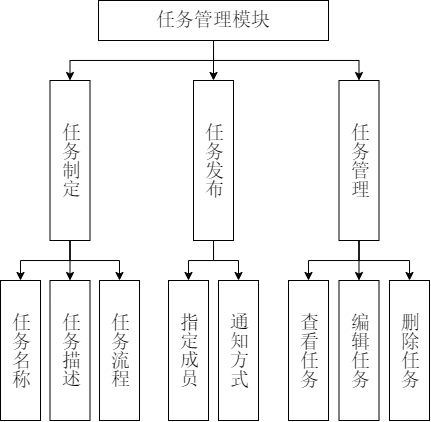 任务管理模块
任务制定
任务发布
任务管理
任务名称
任务描述
任务流程
指定成员
通知方式
查看任务
编辑任务
删除任务